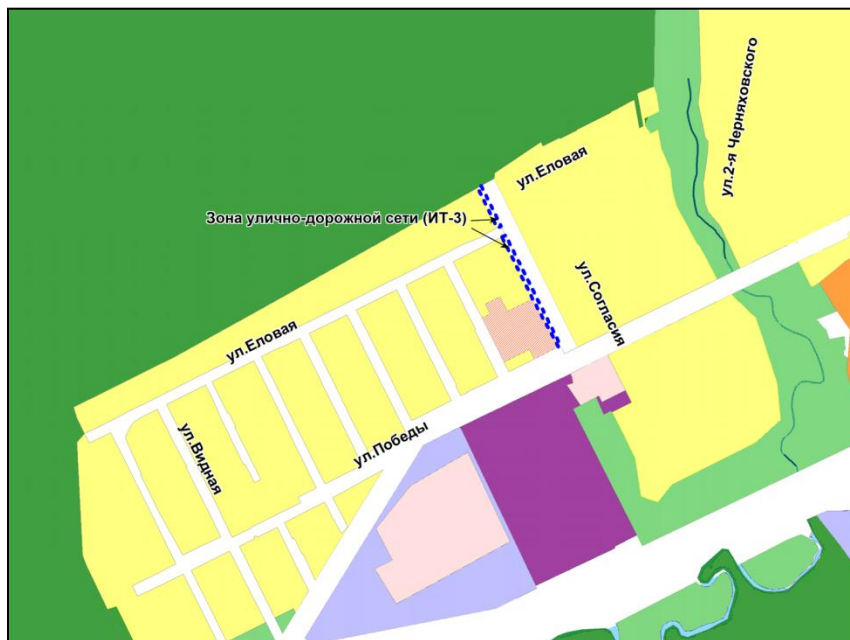 ул.2-я Черняховского
ул.Еловая
Зона улично-дорожной сети (ИТ-3)
ул.Согласия
ул.Еловая
ул.Победы
ул.Видная